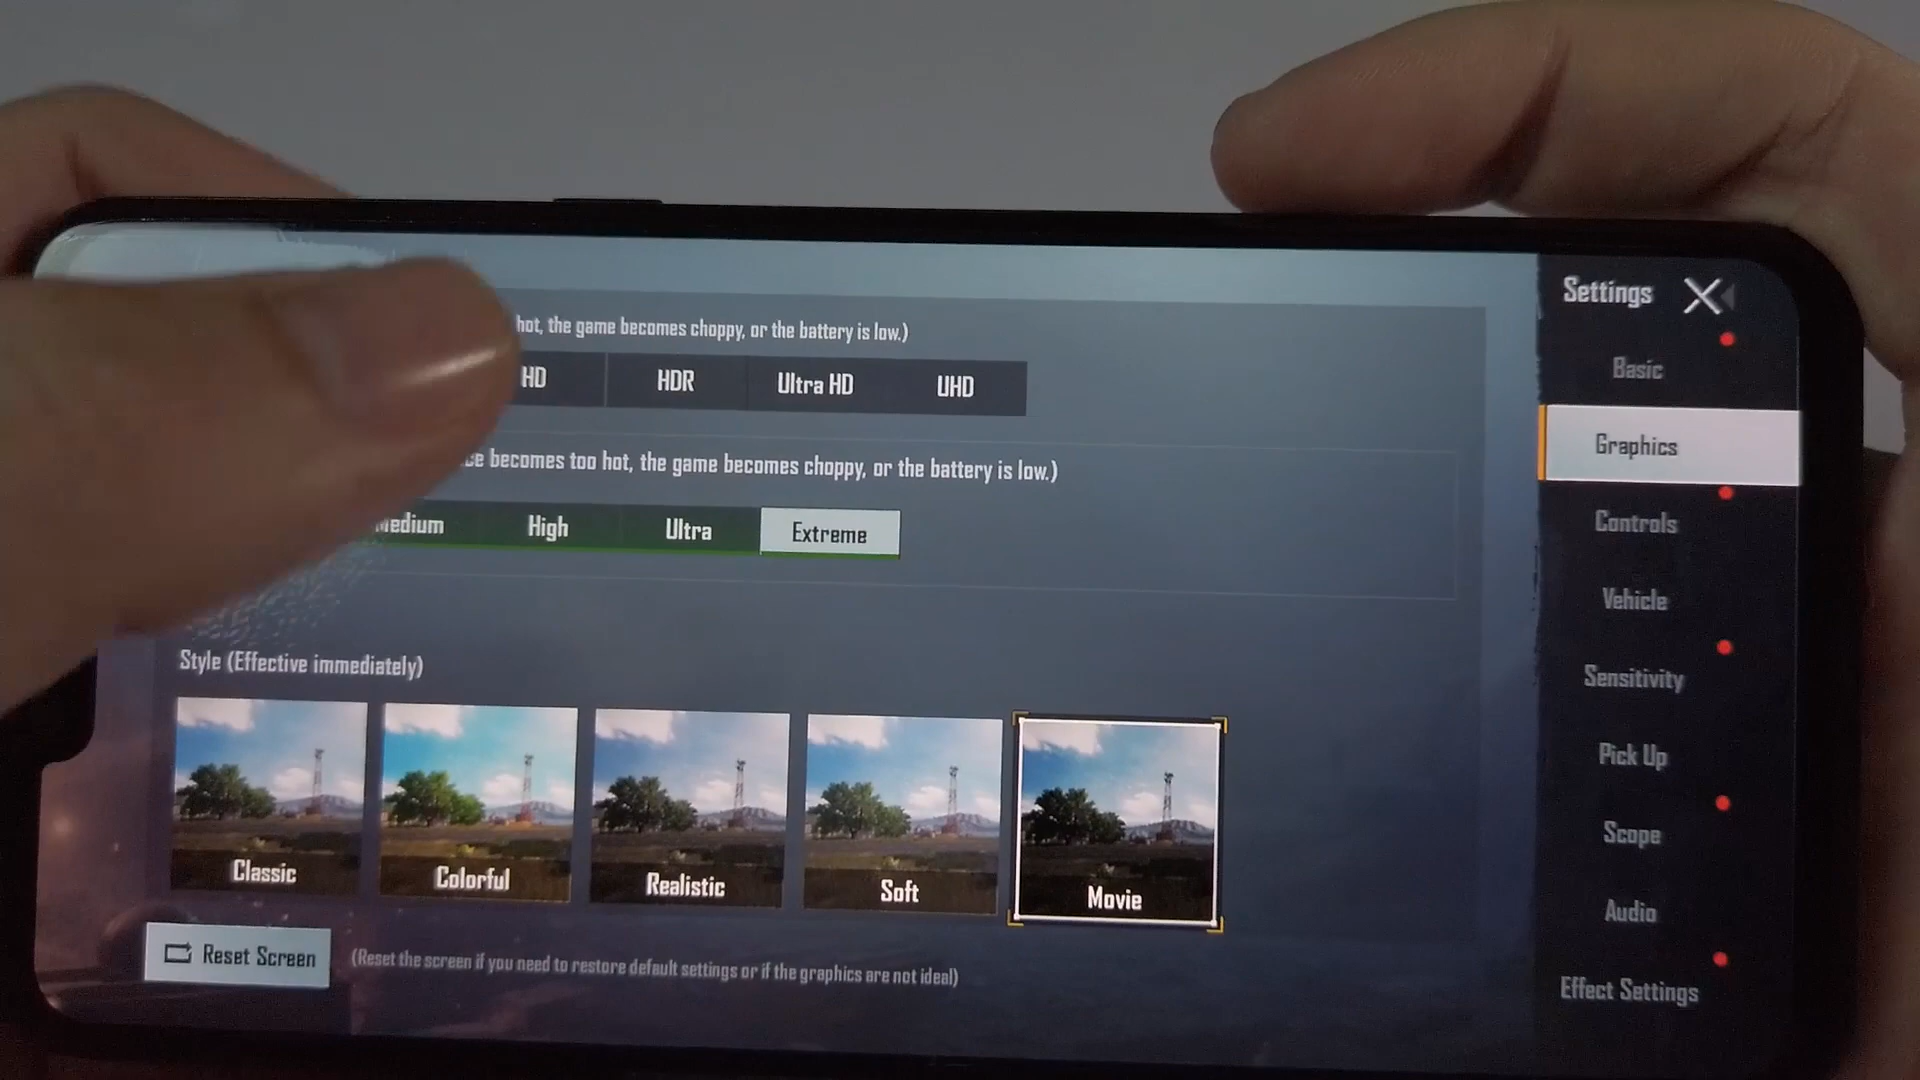 Settings
hot, the game becomes choppy, or the battery is low.)
HD HDR Ultra HD UHD
becomes too hot, the game becomes choppy, or the battery is low.)
Medium High Ultra Extreme
Style (Effective immediately)
Classic Colorful Realistic Soft Movie
Reset Screen (Reset the screen if you need to restore default settings or if the graphics are not ideal)
Basic
Graphics
Controls
Vehicle
Sensitivity
Pick Up
Scope
Audio
Effect Settings